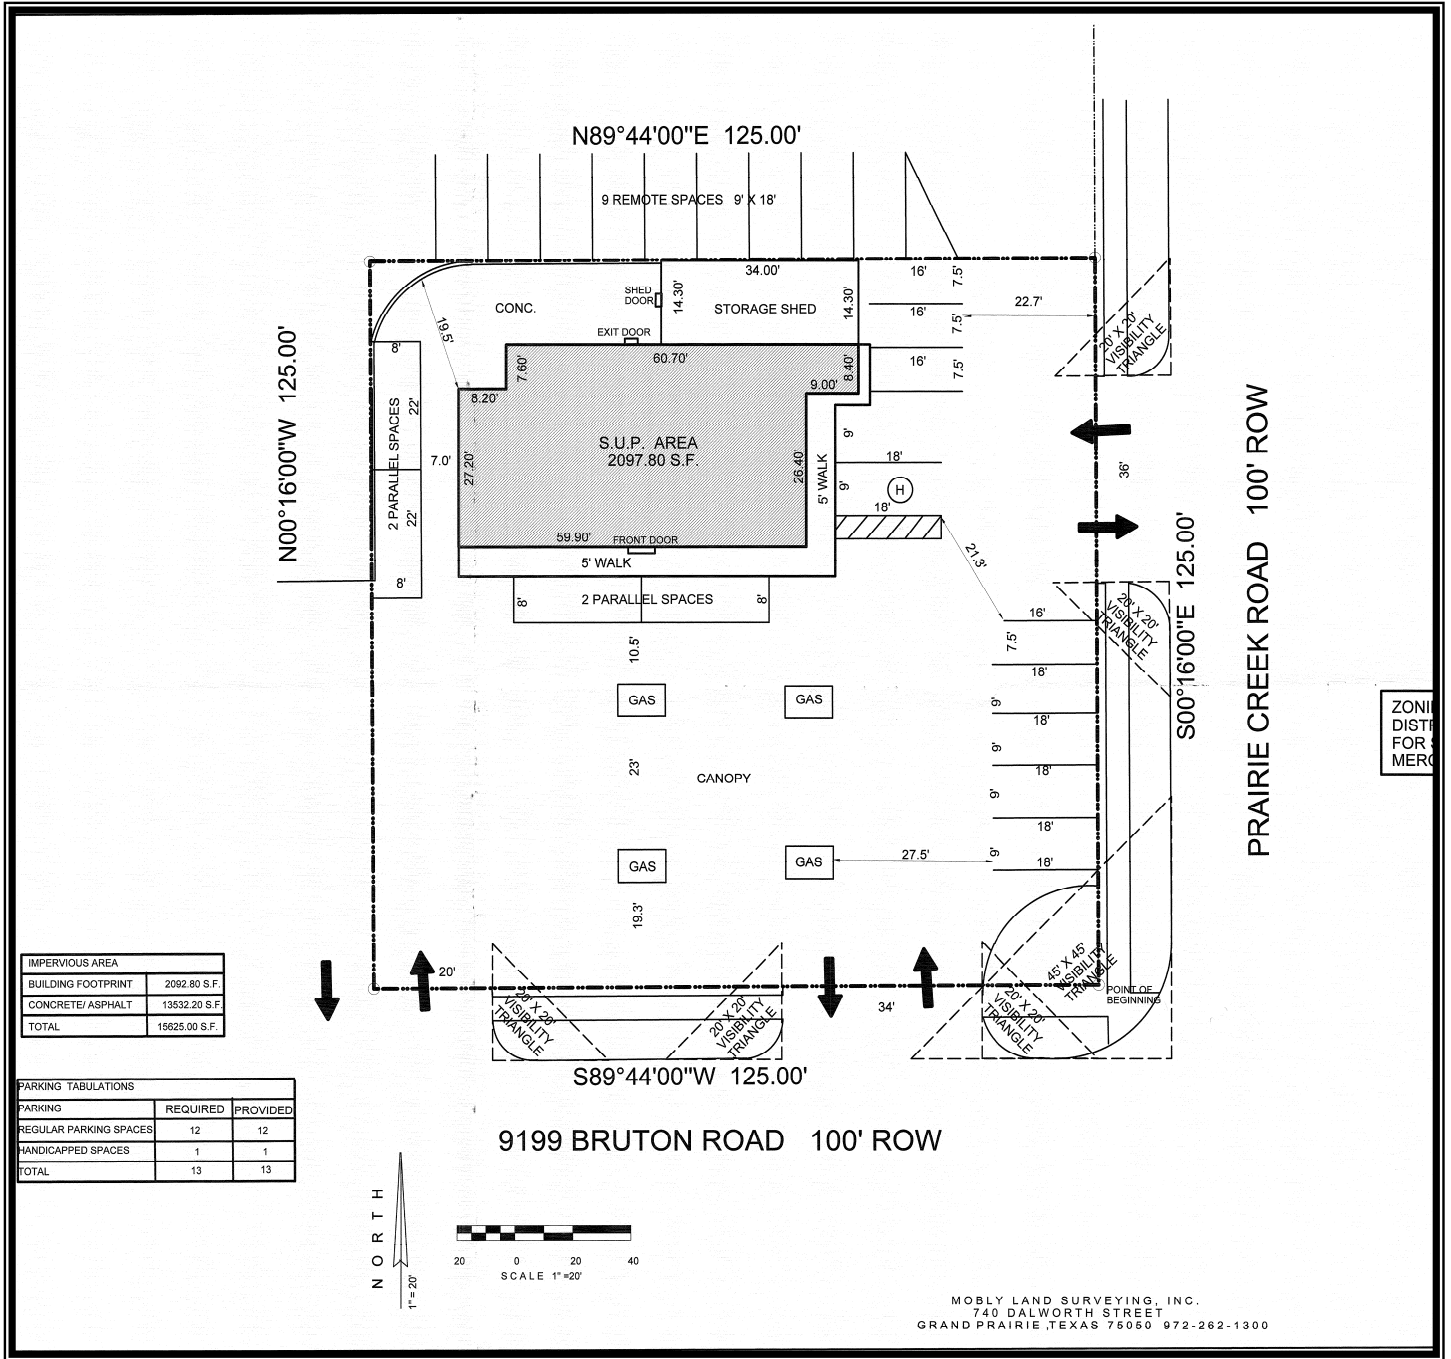 N89°44'00"E 125.00'
9 REMOTE SPACES 9' X 18'
34.00'
14.30'
14.30'
STORAGE SHED
SHED
DOOR
CONC.
EXIT DOOR
19.5'
16'
7.5'
16'
7.5'
16'
7.5'
22.7'
20' X 20'
VISIBILITY
TRIANGLE
N00°16'00"W 125.00'
8'
22'
2 PARALLEL SPACES
22'
8'
7.0'
60.70'
7.60'
8.20'
8.40'
9.00'
S.U.P. AREA
2097.80 S.F.
27.20'
26.40'
5' WALK
59.90'
FRONT DOOR
5' WALK
9'
18'
9'
H
18'
36'
21.3'
8'
2 PARALLEL SPACES
8'
10.5'
16'
7.5'
18'
9'
18'
9'
18'
9'
18'
9'
18'
20' X 20'
VISIBILITY
TRIANGLE
S00°16'00"E 125.00'
PRAIRIE CREEK ROAD 100' ROW
GAS
GAS
23'
CANOPY
GAS
GAS
27.5'
19.3'
20'
20' X 20'
VISIBILITY
TRIANGLE
20' X 20'
VISIBILITY
TRIANGLE
34'
20' X 20'
VISIBILITY
TRIANGLE
45' X 45'
VISIBILITY
TRIANGLE
POINT OF
BEGINNING
S89°44'00"W 125.00'
9199 BRUTON ROAD 100' ROW
IMPERVIOUS AREA
BUILDING FOOTPRINT 2092.80 S.F.
CONCRETE/ ASPHALT 13532.20 S.F.
TOTAL 15625.00 S.F.
PARKING TABULATIONS
PARKING REQUIRED PROVIDED
REGULAR PARKING SPACES 12 12
HANDICAPPED SPACES 1 1
TOTAL 13 13
NORTH
1"= 20'
20 0 20 40
SCALE 1" =20'
MOBLY LAND SURVEYING, INC.
740 DALWORTH STREET
GRAND PRAIRIE ,TEXAS 75050 972-262-1300
FOR